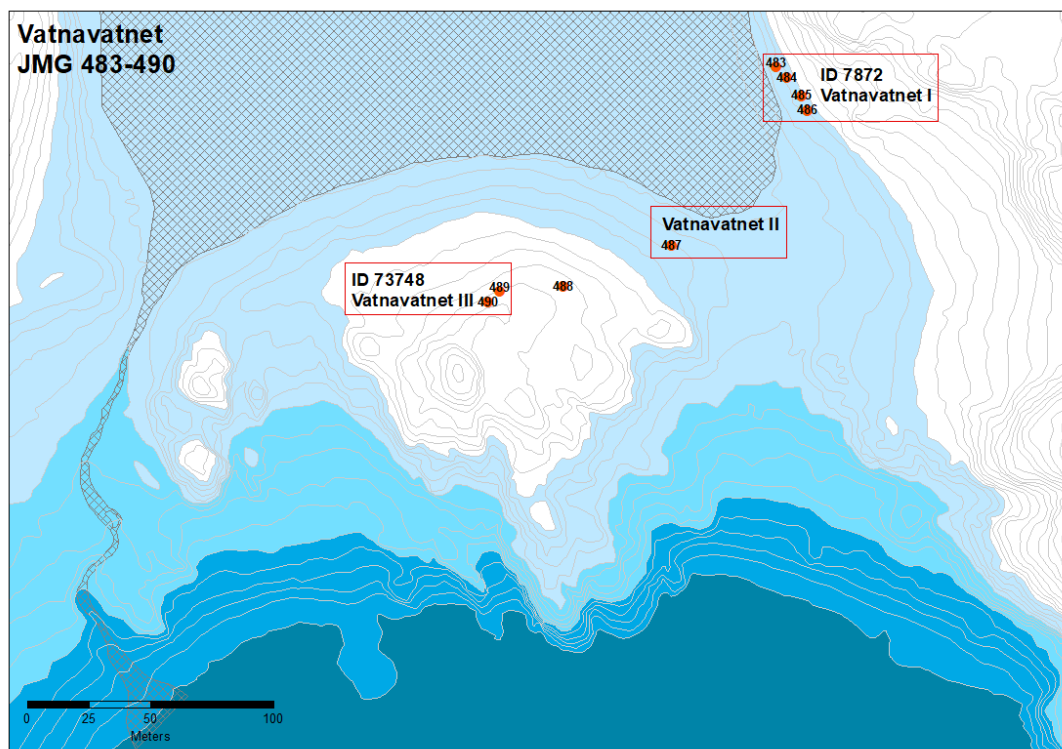 Vatnavatnet
JMG 483-490
483
484
485
486
ID 7872
Vatnavatnet I
Vatnavatnet II
487
ID 73748
Vatnavatnet III
489
490
488
0 25 50 100
Meters